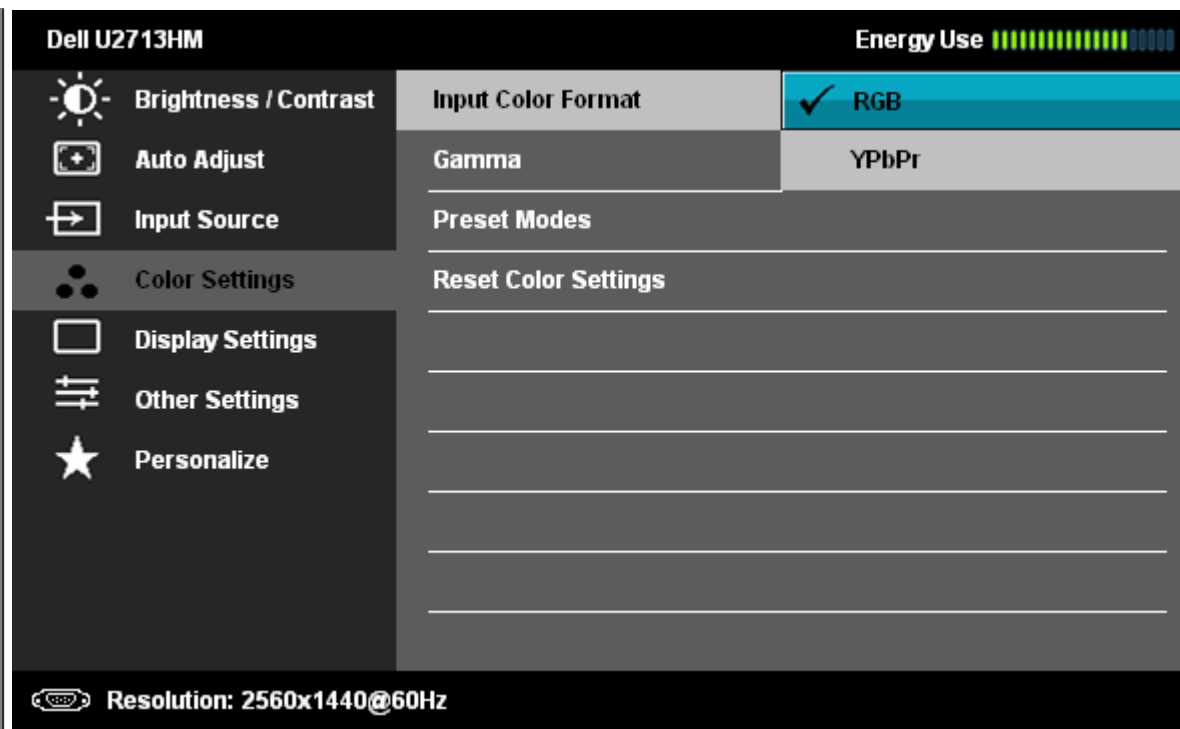 Dell U2713HM Energy Use
Brightness / Contrast Input Color Format RGB
Auto Adjust Gamma YPbPr
Input Source Preset Modes
Color Settings Reset Color Settings
Display Settings
Other Settings
Personalize
Resolution: 2560x1440@60Hz